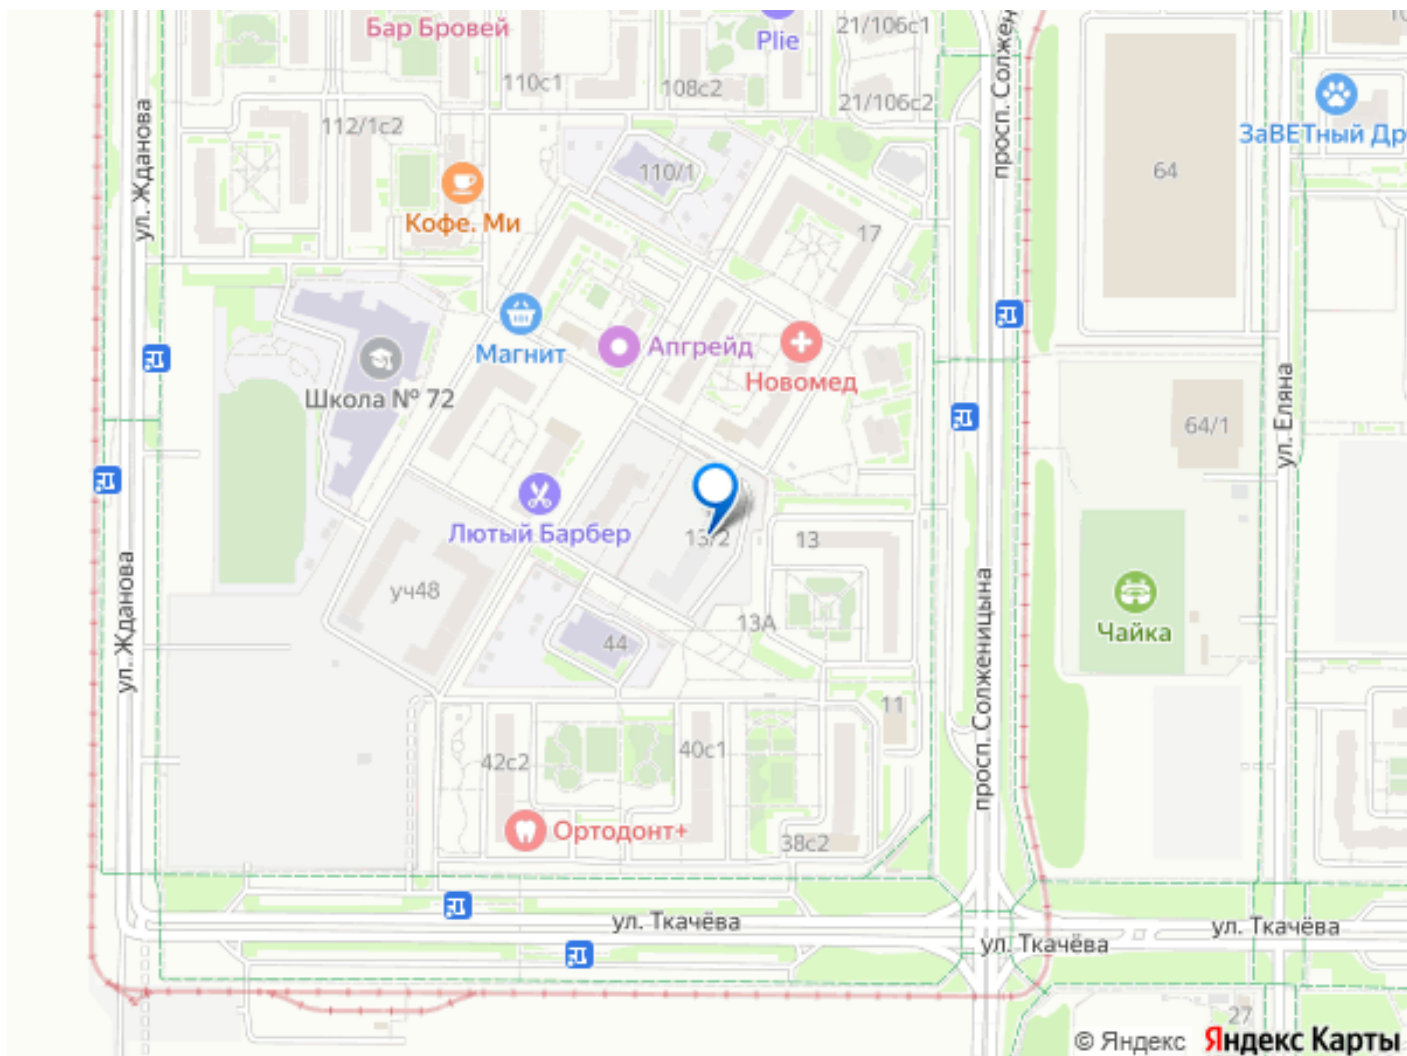 Бар Бровей
Plie
21/106с1
просп. Солжен
110с1
108с2
21/106с2
ул. Жданова
112/1с2
ЗаВЕТный Др
110/1
64
Кофе. Ми
17
Магнит
Апгрейд
Новомед
Школа № 72
64/1
ул. Еляна
Лютый Барбер
13/2
13
уч48
ул. Жданова
просп. Солженицына
13А
44
Чайка
11
42с2
40с1
Ортодонт+
38с2
ул. Ткачёва
ул. Ткачёва
ул. Ткачёва
27
© Яндекс Яндекс Карты